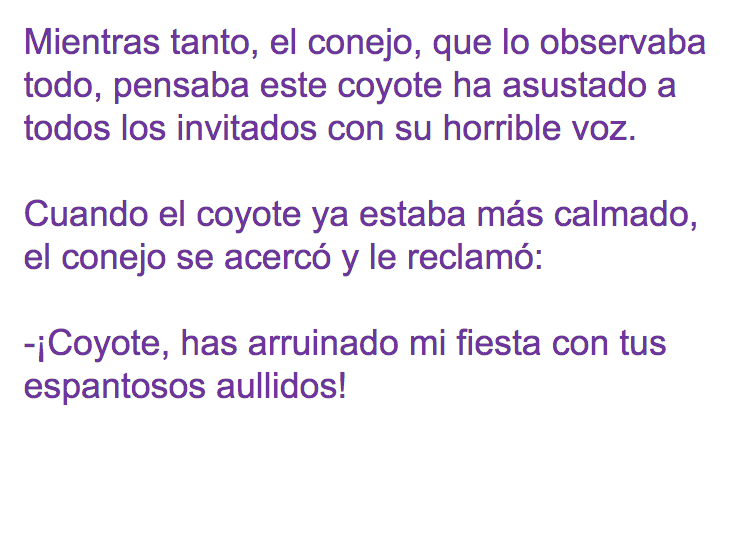 Mientras tanto, el conejo, que lo observaba
todo, pensaba este coyote ha asustado a
todos los invitados con su horrible voz.
Cuando el coyote ya estaba más calmado,
el conejo se acercó y le reclamó:
-¡Coyote, has arruinado mi fiesta con tus
espantosos aullidos!